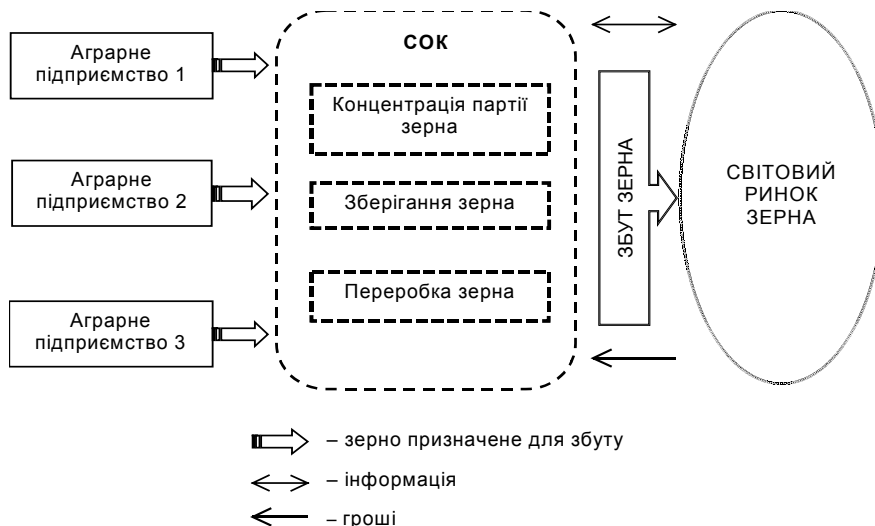 Аграрне
підприємство 1
СОК
Концентрація партії
зерна
Аграрне
підприємство 2
Зберігання зерна
ЗБУТ ЗЕРНА
СВІТОВИЙ
РИНОК
ЗЕРНА
Переробка зерна
Аграрне
підприємство 3
– зерно призначене для збуту
– інформація
– гроші